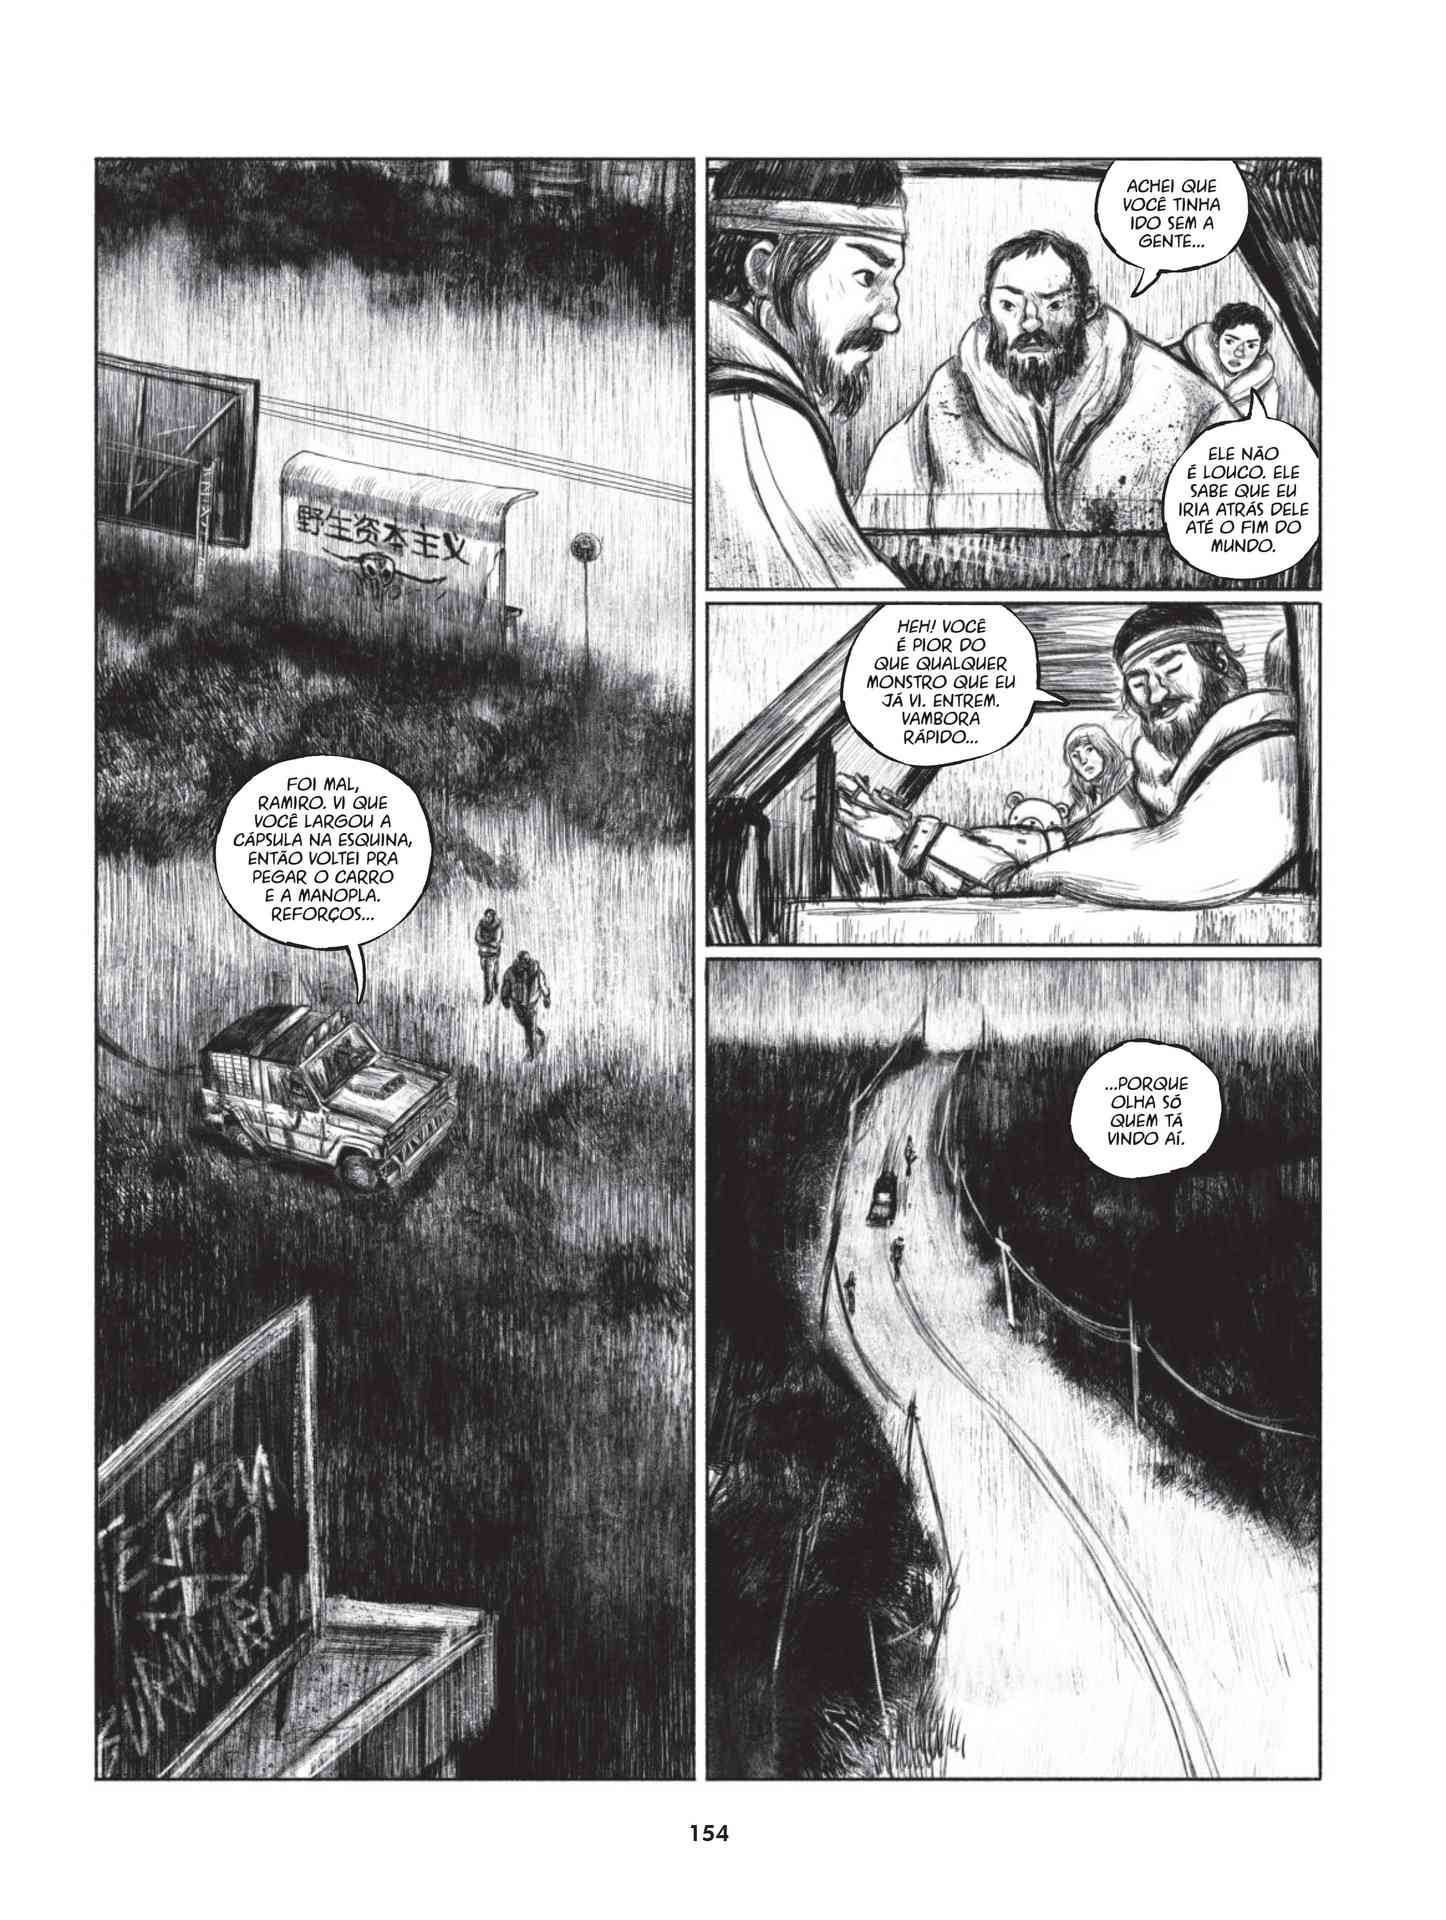 野生资本主义
FOI MAL,
RAMIRO. VI QUE
VOCÊ LARGOU A
CÁPSULA NA ESQUINA,
ENTÃO VOLTEI PRA
PEGAR O CARRO
E A MANOPLA.
REFORÇOS...
ACHEI QUE
VOCÊ TINHA
IDO SEM A
GENTE...
ELE NÃO
É LOUCO. ELE
SABE QUE EU
IRIA ATRÁS DELE
ATÉ O FIM DO
MUNDO.
HEH! VOCÊ
É PIOR DO
QUE QUALQUER
MONSTRO QUE EU
JÁ VI. ENTREM.
VAMBORA
RÁPIDO...
...PORQUE
OLHA SÓ
QUEM TÁ
VINDO AÍ.
154